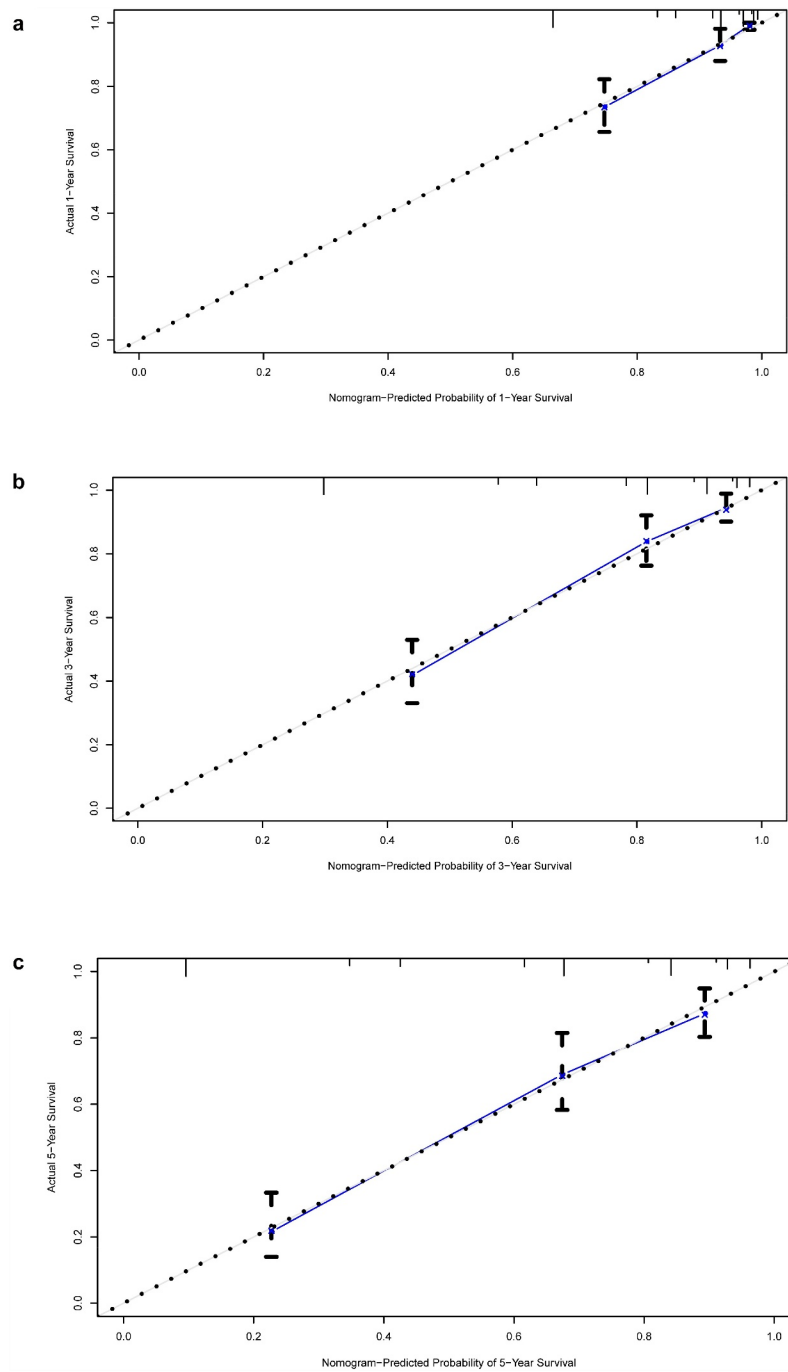 a
1.0
0.8
0.6
0.4
0.2
0.0
Actual 1−Year Survival
0.0 0.2 0.4 0.6 0.8 1.0
Nomogram−Predicted Probability of 1−Year Survival
b
1.0
0.8
0.6
0.4
0.2
0.0
Actual 3−Year Survival
0.0 0.2 0.4 0.6 0.8 1.0
Nomogram−Predicted Probability of 3−Year Survival
c
1.0
0.8
0.6
0.4
0.2
0.0
Actual 5−Year Survival
0.0 0.2 0.4 0.6 0.8 1.0
Nomogram−Predicted Probability of 5−Year Survival